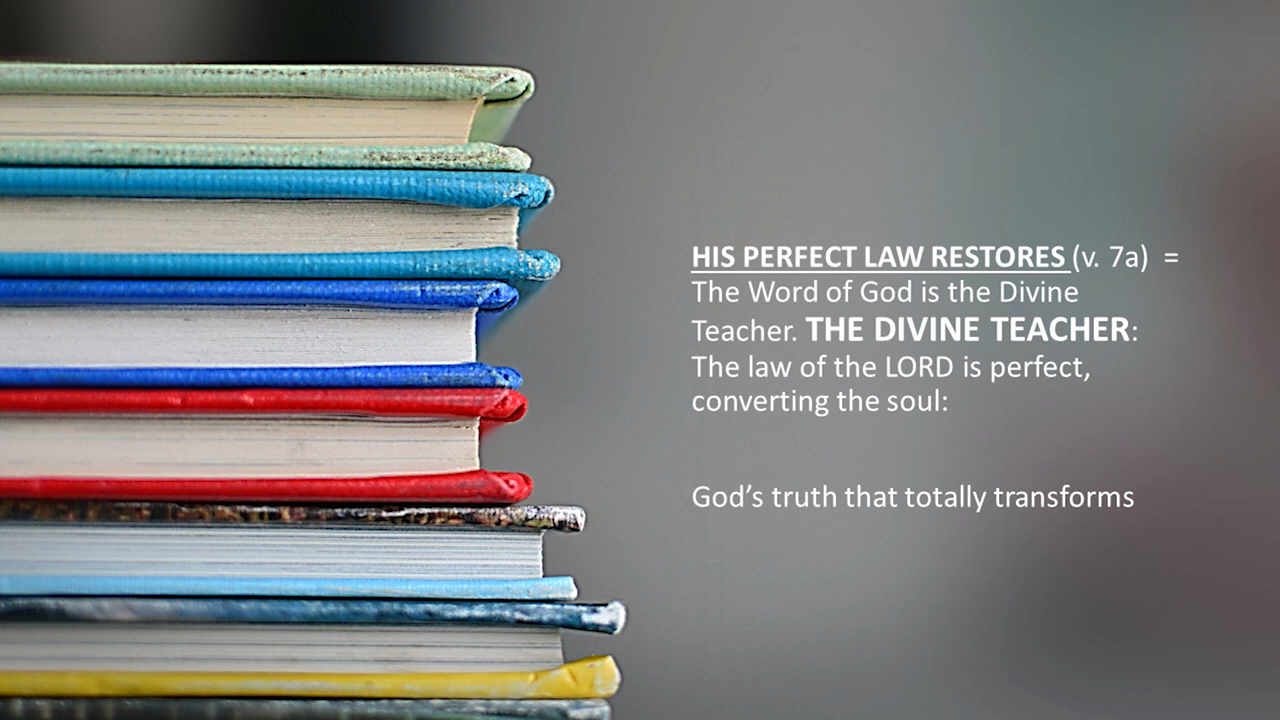 HIS PERFECT LAW RESTORES (v. 7a)  =
The Word of God is the Divine
Teacher. THE DIVINE TEACHER:
The law of the LORD is perfect,
converting the soul:
God’s truth that totally transforms